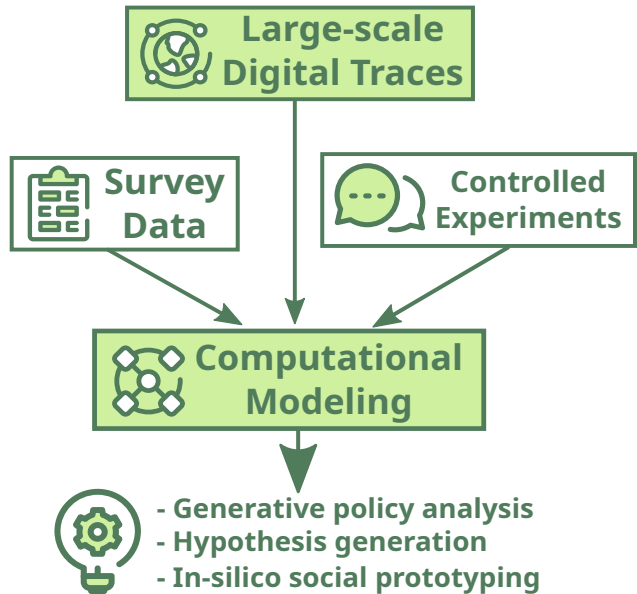 Large-scale
Digital Traces
Survey
Data
Controlled
Experiments
Computational
Modeling
- Generative policy analysis
- Hypothesis generation
- In-silico social prototyping